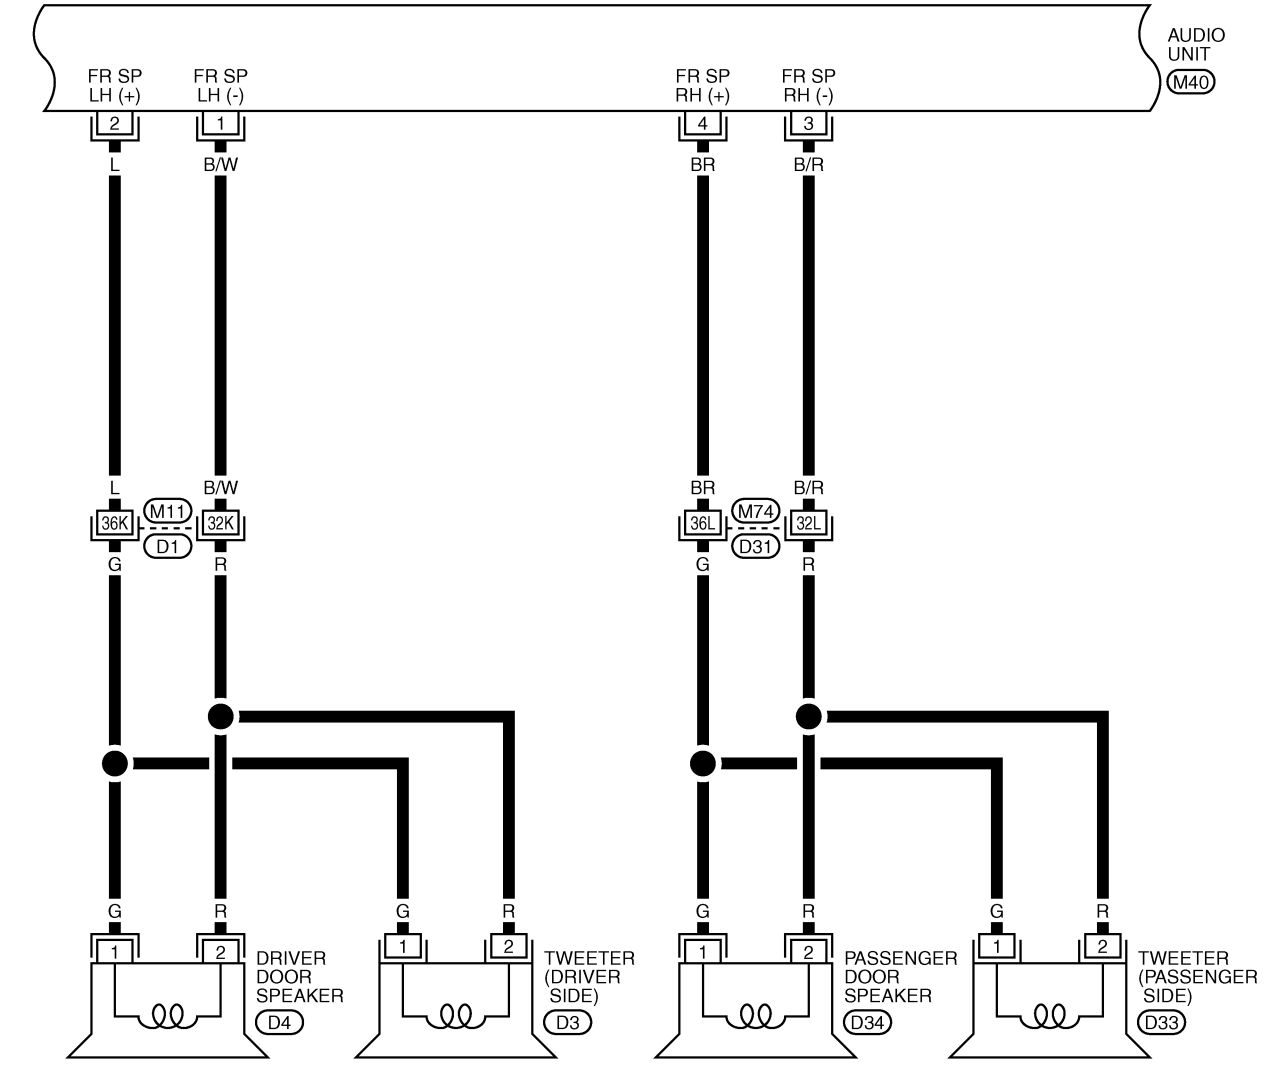 AUDIO
UNIT
M40
FR SP
LH (+)
FR SP
LH (-)
FR SP
RH (+)
FR SP
RH (-)
2
1
4
3
L
B/W
BR
B/R
L
B/W
BR
B/R
36K
M11
32K
36L
M74
32L
D1
D31
G
R
G
R
G
R
G
R
G
R
G
R
1
2
1
2
1
2
1
2
DRIVER
DOOR
SPEAKER
D4
TWEETER
(DRIVER
SIDE)
D3
PASSENGER
DOOR
SPEAKER
D34
TWEETER
(PASSENGER
SIDE)
D33